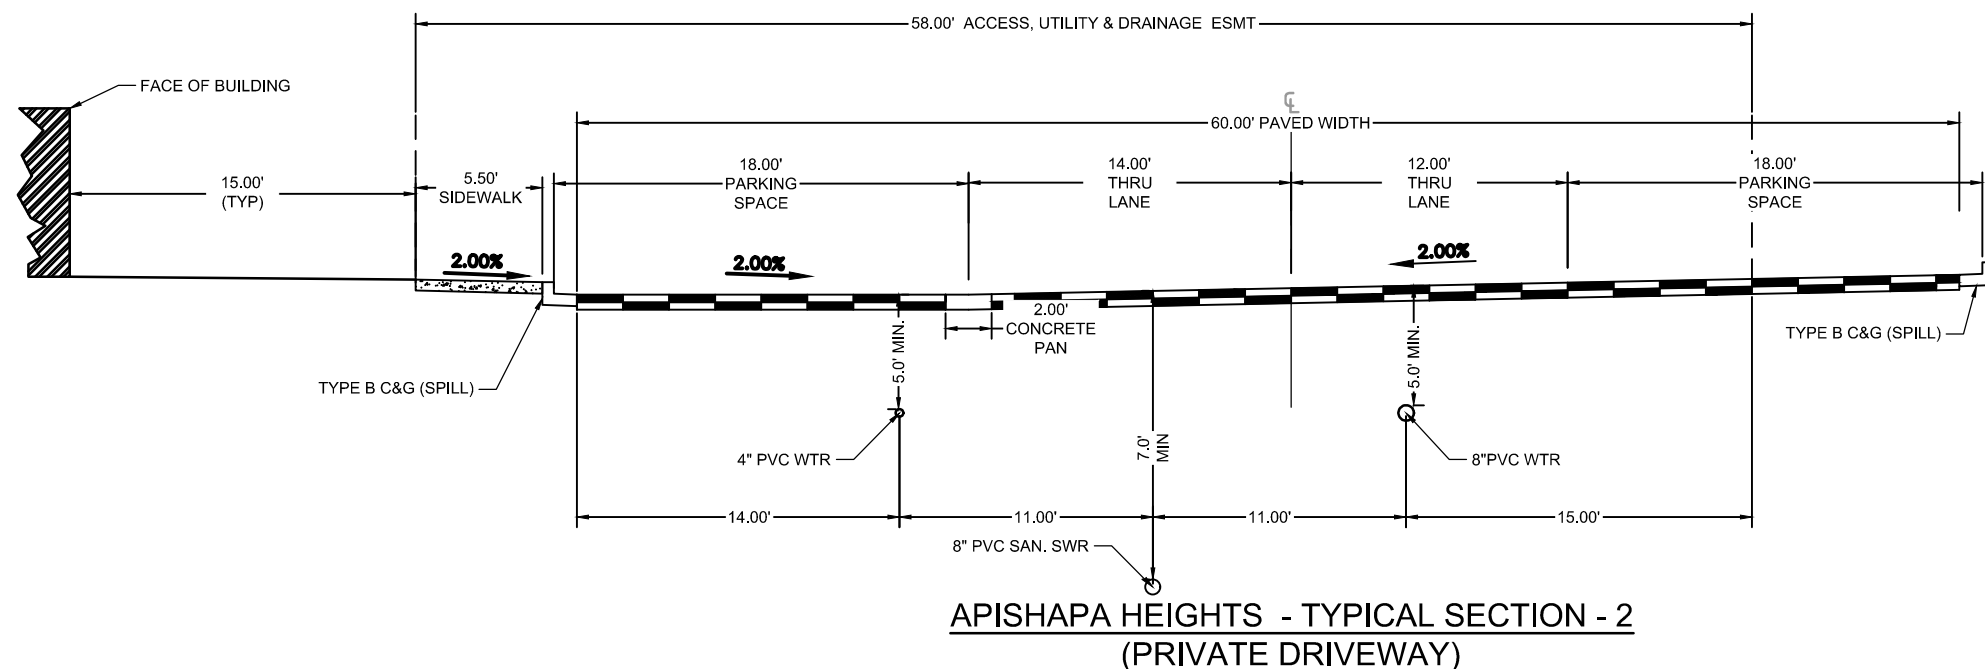 58.00' ACCESS, UTILITY & DRAINAGE ESMT
FACE OF BUILDING
℄
60.00' PAVED WIDTH
15.00'
(TYP)
5.50'
SIDEWALK
18.00'
PARKING
SPACE
14.00'
THRU
LANE
12.00'
THRU
LANE
18.00'
PARKING
SPACE
2.00%
2.00%
2.00%
2.00'
CONCRETE
PAN
TYPE B C&G (SPILL)
TYPE B C&G (SPILL)
5.0' MIN.
5.0' MIN.
7.0'
MIN
4" PVC WTR
8"PVC WTR
14.00'
11.00'
11.00'
15.00'
8" PVC SAN. SWR
APISHAPA HEIGHTS - TYPICAL SECTION - 2
(PRIVATE DRIVEWAY)